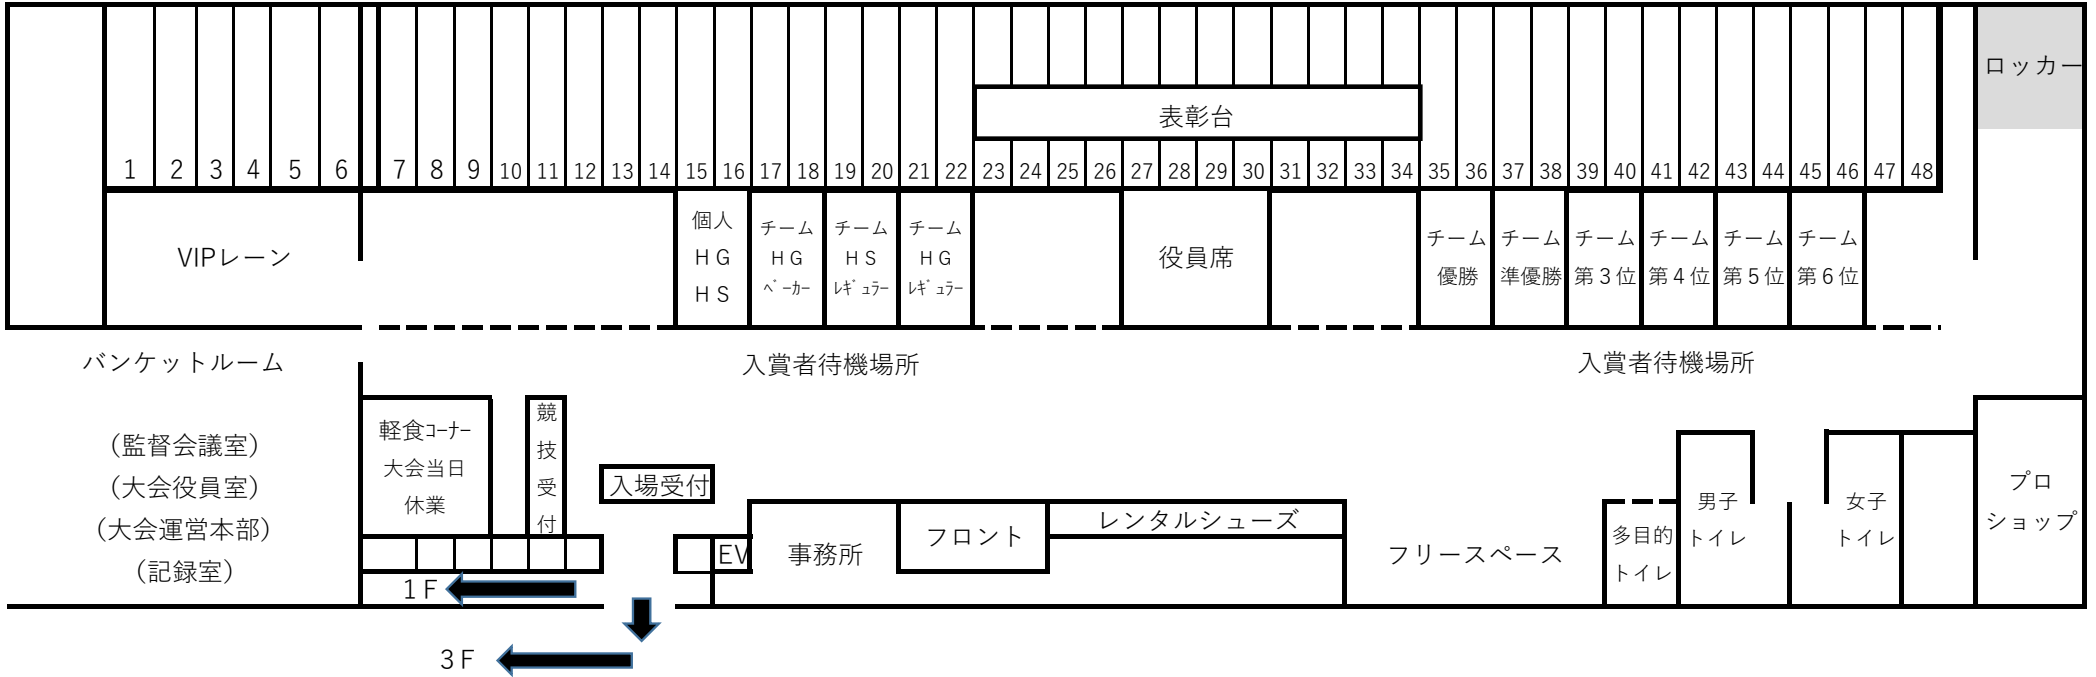 ロッカー
表彰台
1 2 3 4 5 6 7 8 9 10 11 12 13 14 15 16 17 18 19 20 21 22 23 24 25 26 27 28 29 30 31 32 33 34 35 36 37 38 39 40 41 42 43 44 45 46 47 48
VIPレーン
個人
ＨＧ
ＨＳ
チーム
ＨＧ
ﾍﾞｰｶｰ
チーム
ＨＳ
ﾚｷﾞｭﾗｰ
チーム
ＨＧ
ﾚｷﾞｭﾗｰ
役員席
チーム
優勝
チーム
準優勝
チーム
第３位
チーム
第４位
チーム
第５位
チーム
第６位
バンケットルーム
入賞者待機場所
入賞者待機場所
（監督会議室）
（大会役員室）
（大会運営本部）
（記録室）
軽食ｺｰﾅｰ
大会当日
休業
競
技
受
付
入場受付
EV
事務所
フロント
レンタルシューズ
フリースペース
多目的
トイレ
男子
トイレ
女子
トイレ
プロ
ショップ
１Ｆ
３Ｆ